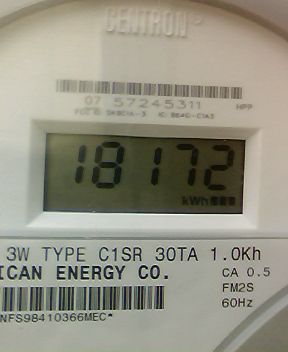 CENTRON
07 57245311 HPP
18172
kWh
3W TYPE C1SR 30TA 1.0Kh
ICAN ENERGY CO. CA 0.5
FM2S
60Hz
NFS98410366MEC*